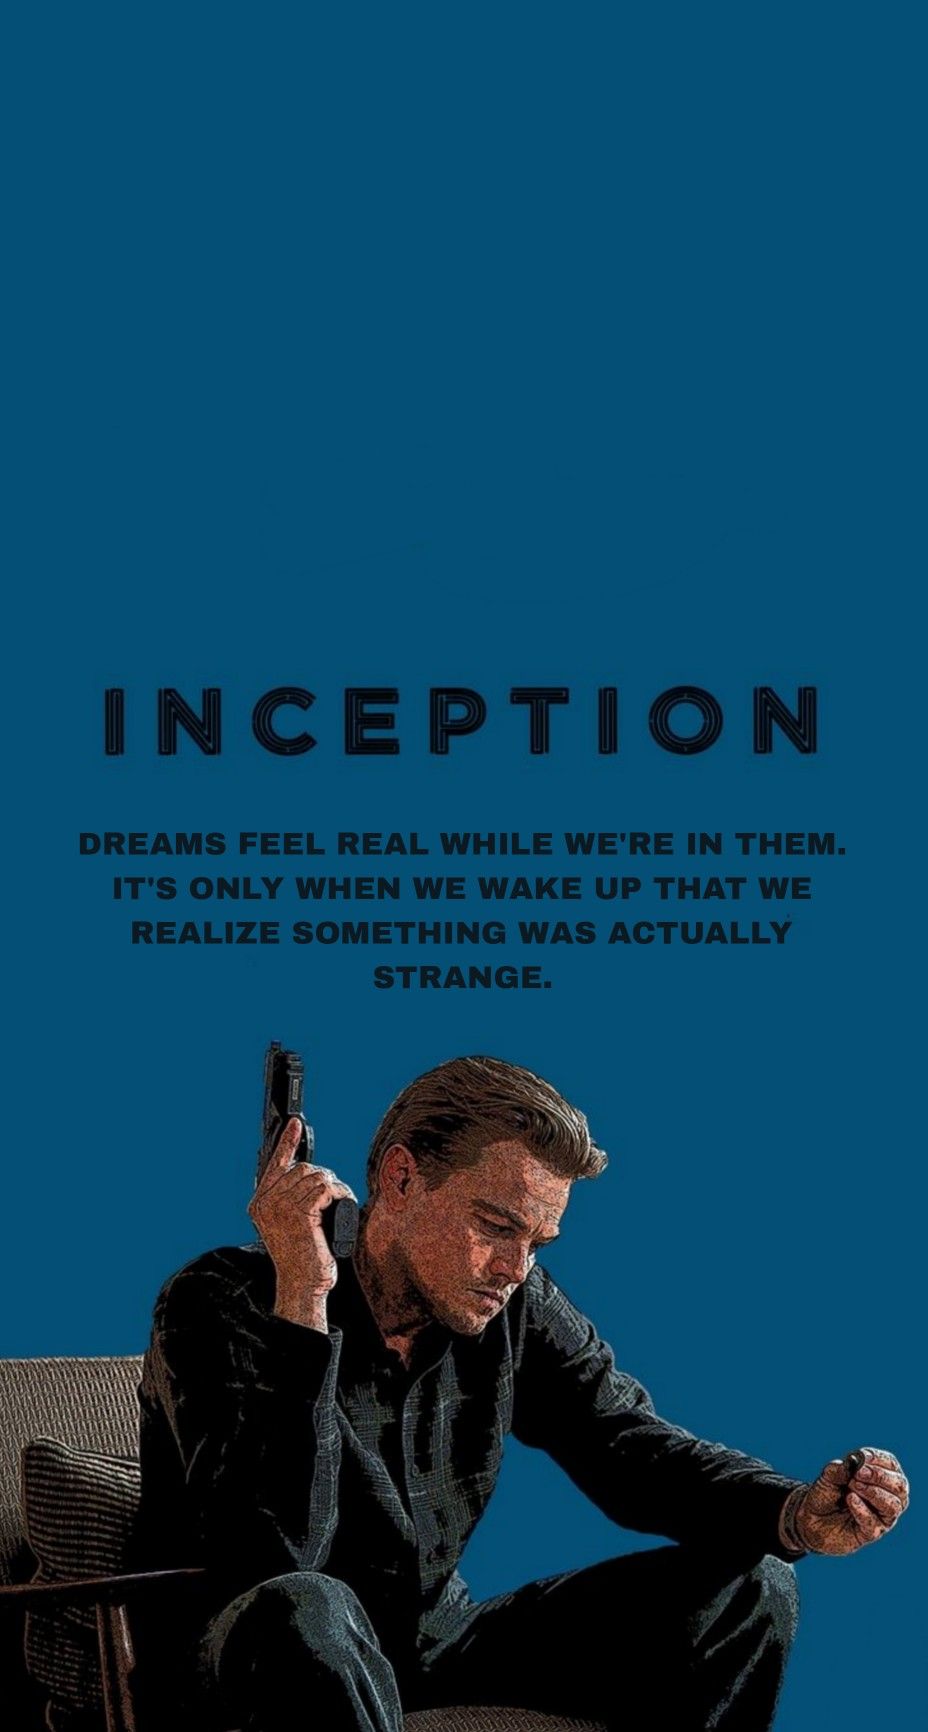 INCEPTION
DREAMS FEEL REAL WHILE WE'RE IN THEM.
IT'S ONLY WHEN WE WAKE UP THAT WE
REALIZE SOMETHING WAS ACTUALLY
STRANGE.